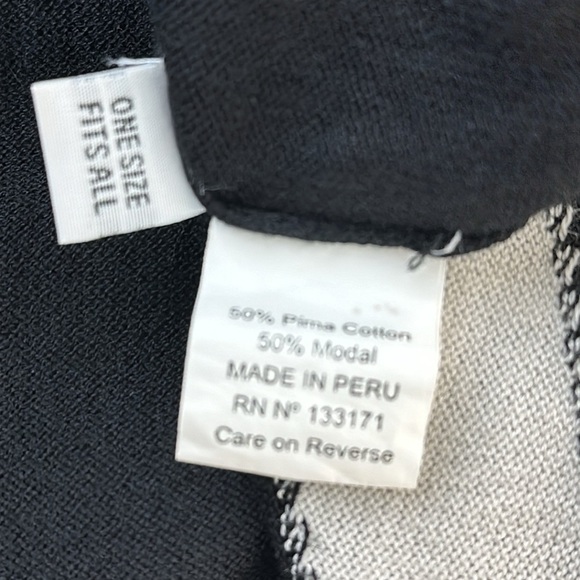 ONE SIZE
FITS ALL
50% Pima Cotton
50% Modal
MADE IN PERU
RN Nº 133171
Care on Reverse